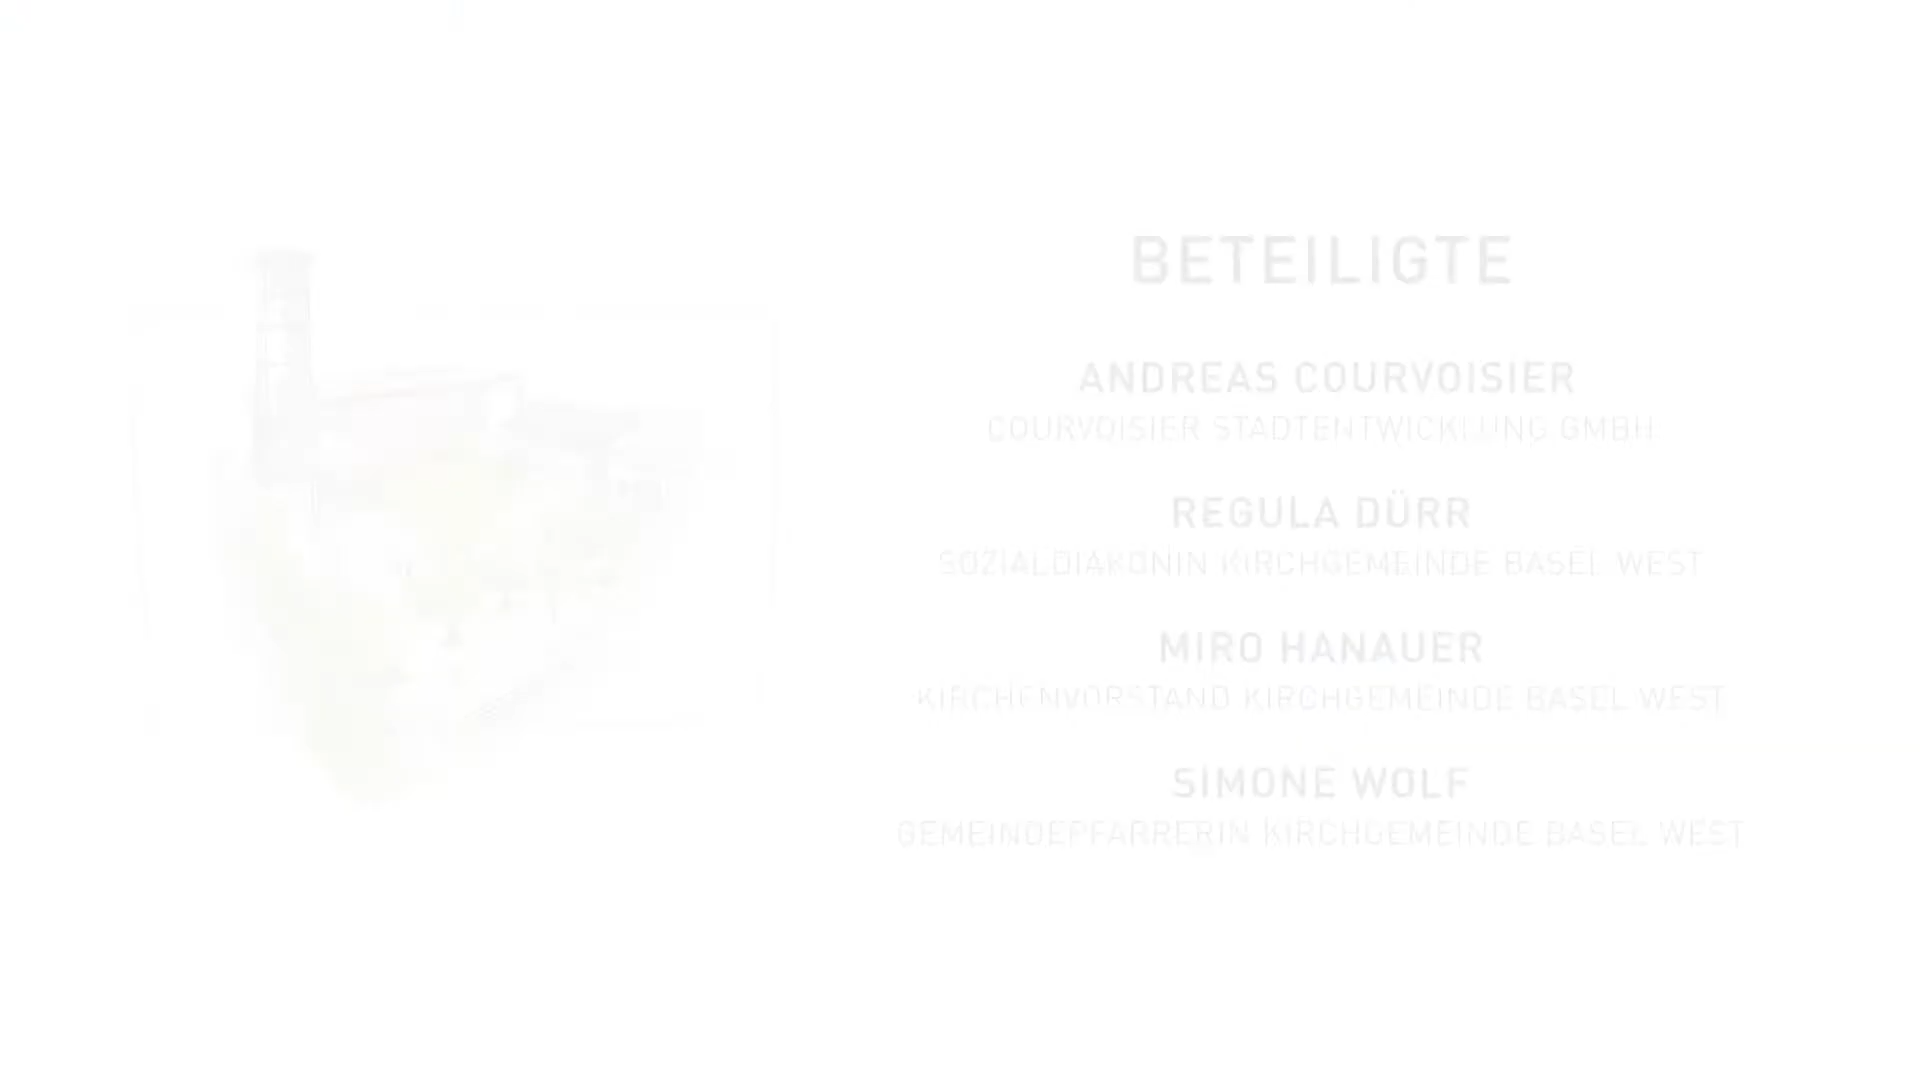 BETEILIGTE
ANDREAS COURVOISIER
COURVOISIER STADTENTWICKLUNG GMBH
REGULA DÜRR
SOZIALDIAKONIN KIRCHGEMEINDE BASEL WEST
MIRO HANAUER
KIRCHENVORSTAND KIRCHGEMEINDE BASEL WEST
SIMONE WOLF
GEMEINDEPFARRERIN KIRCHGEMEINDE BASEL WEST